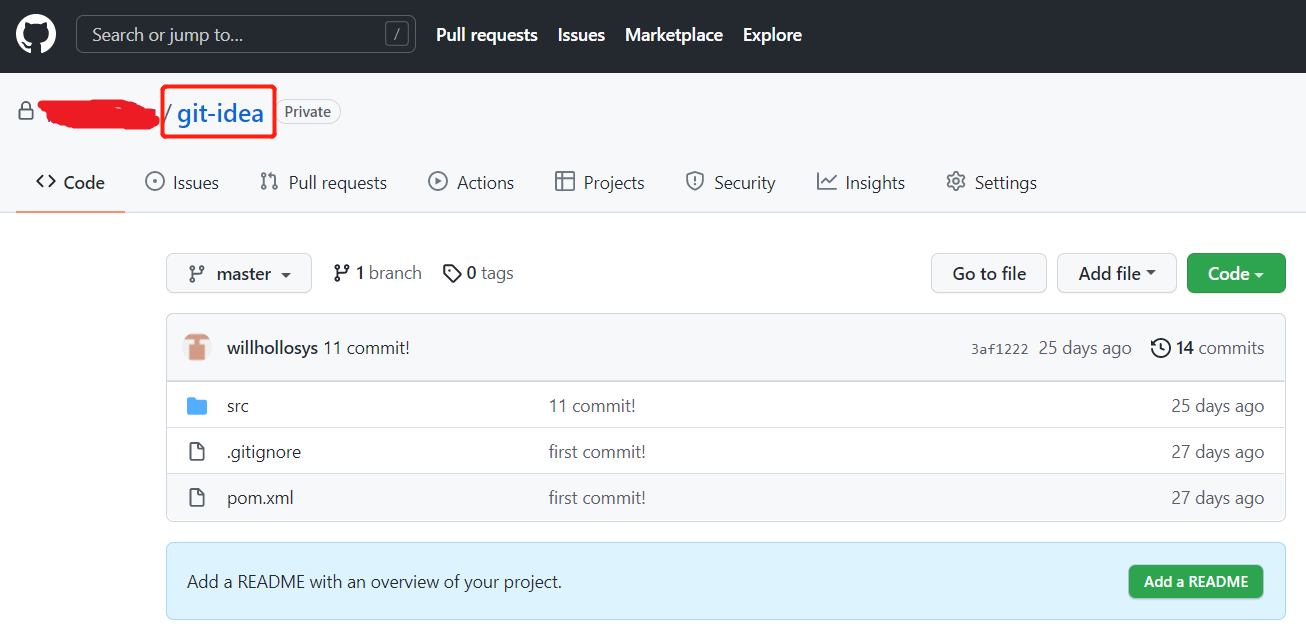 Search or jump to... / Pull requests Issues Marketplace Explore
/ git-idea Private
Code Issues Pull requests Actions Projects Security Insights Settings
master 1 branch 0 tags Go to file Add file Code
willhollosys 11 commit! 3af1222 25 days ago 14 commits
src 11 commit! 25 days ago
.gitignore first commit! 27 days ago
pom.xml first commit! 27 days ago
Add a README with an overview of your project. Add a README